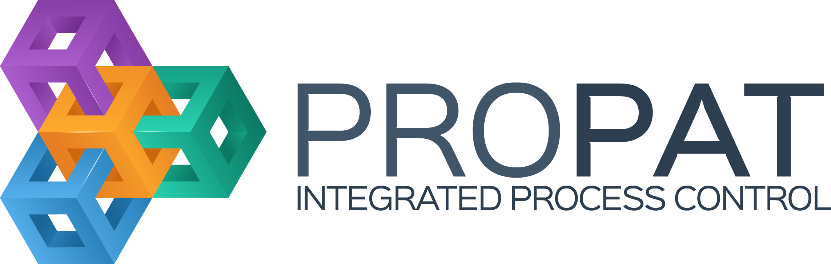 PROPAT
INTEGRATED PROCESS CONTROL